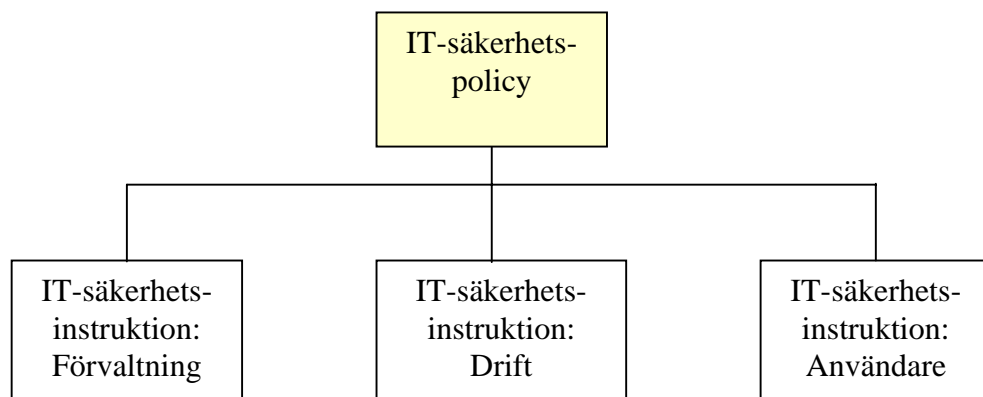 IT-säkerhets-
policy
IT-säkerhets-
instruktion:
Förvaltning
IT-säkerhets-
instruktion:
Drift
IT-säkerhets-
instruktion:
Användare